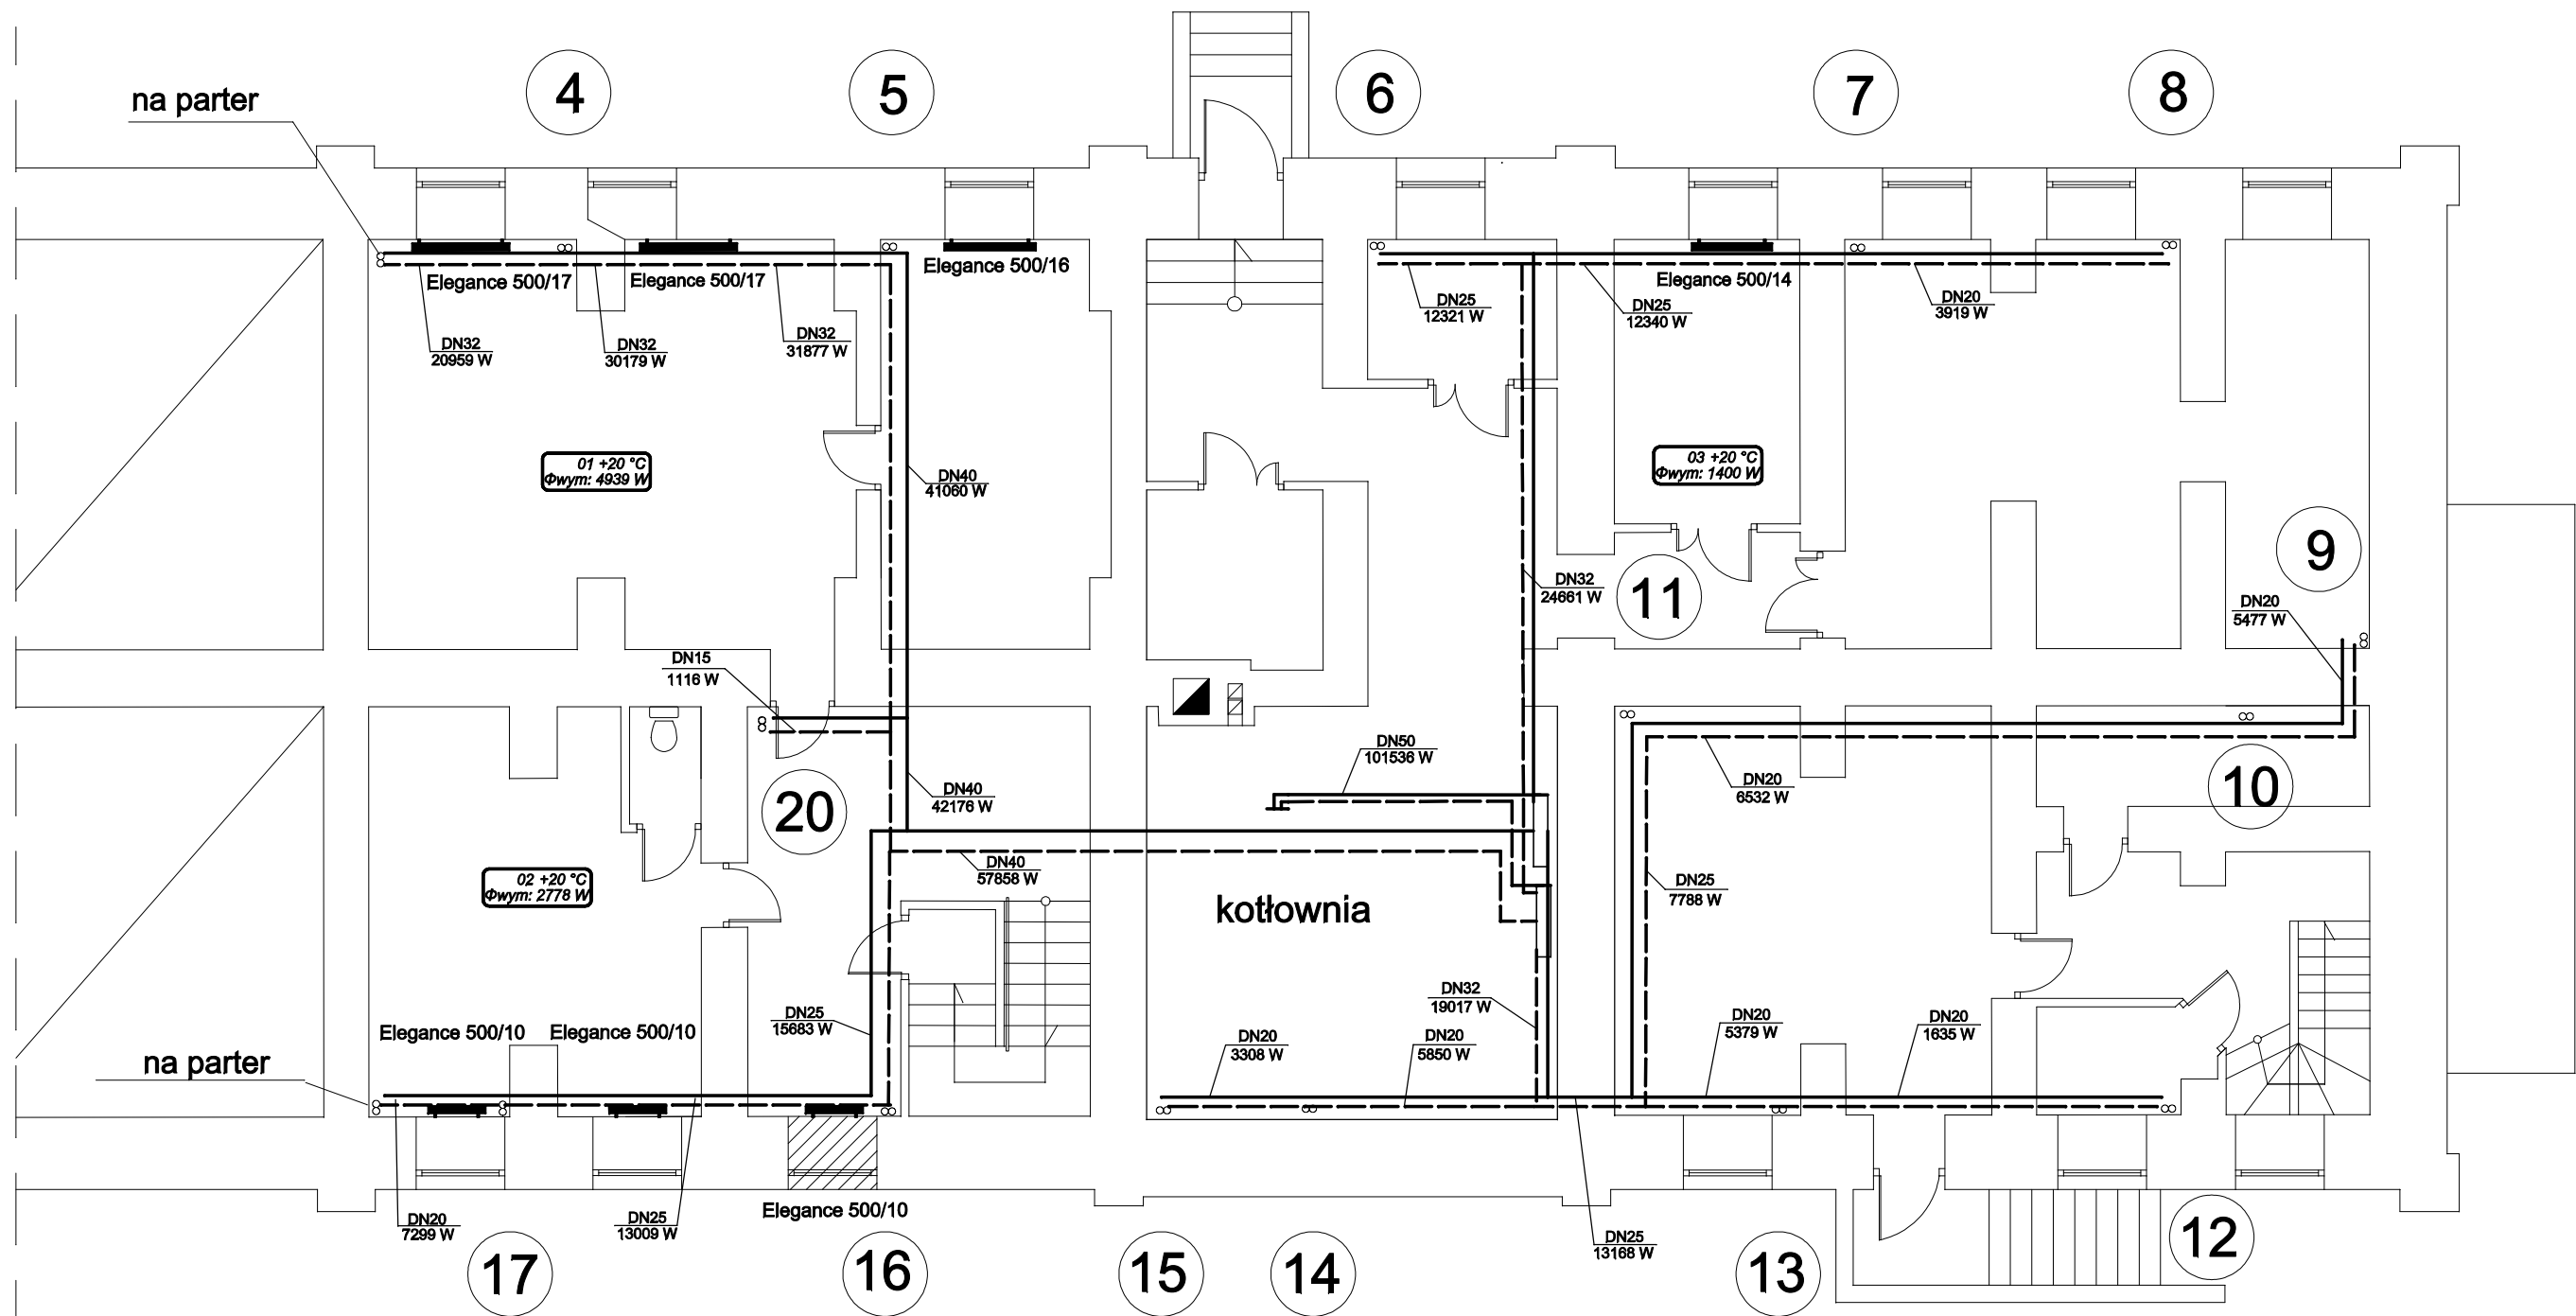 4
5
6
7
8
na parter
Elegance 500/17
Elegance 500/17
Elegance 500/16
Elegance 500/14
DN32
20959 W
DN32
30179 W
DN32
31877 W
DN25
12321 W
DN25
12340 W
DN20
3919 W
01 +20 °C
Φwym: 4939 W
DN40
41060 W
03 +20 °C
Φwym: 1400 W
9
DN32
24661 W
11
DN20
5477 W
DN15
1116 W
DN50
101536 W
DN20
6532 W
10
20
DN40
42176 W
DN40
57858 W
02 +20 °C
Φwym: 2778 W
kotłownia
DN25
7788 W
DN25
15683 W
DN32
19017 W
Elegance 500/10
Elegance 500/10
DN20
3308 W
DN20
5850 W
DN20
5379 W
DN20
1635 W
na parter
Elegance 500/10
DN20
7299 W
DN25
13009 W
DN25
13168 W
17
16
15
14
13
12